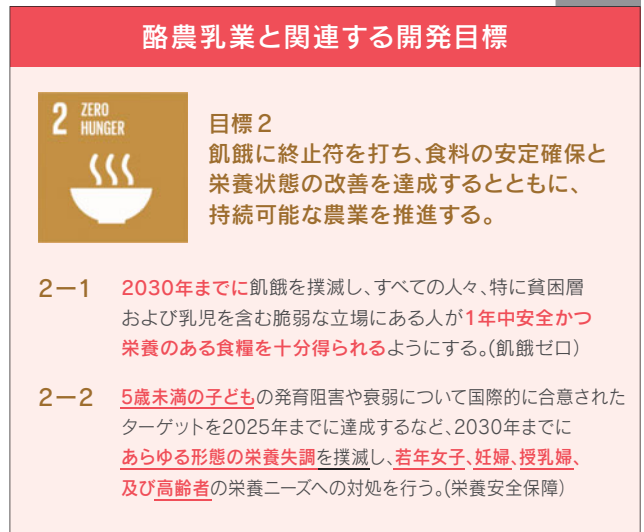 酪農乳業と関連する開発目標
2 ZERO
HUNGER
目標2
飢餓に終止符を打ち、食料の安定確保と
栄養状態の改善を達成するとともに、
持続可能な農業を推進する。
2ー1 2030年までに飢餓を撲滅し、すべての人々、特に貧困層
および乳児を含む脆弱な立場にある人が1年中安全かつ
栄養のある食糧を十分得られるようにする。(飢餓ゼロ)
2ー2 5歳未満の子どもの発育阻害や衰弱について国際的に合意された
ターゲットを2025年までに達成するなど、2030年までに
あらゆる形態の栄養失調を撲滅し、若年女子、妊婦、授乳婦、
及び高齢者の栄養ニーズへの対処を行う。(栄養安全保障)